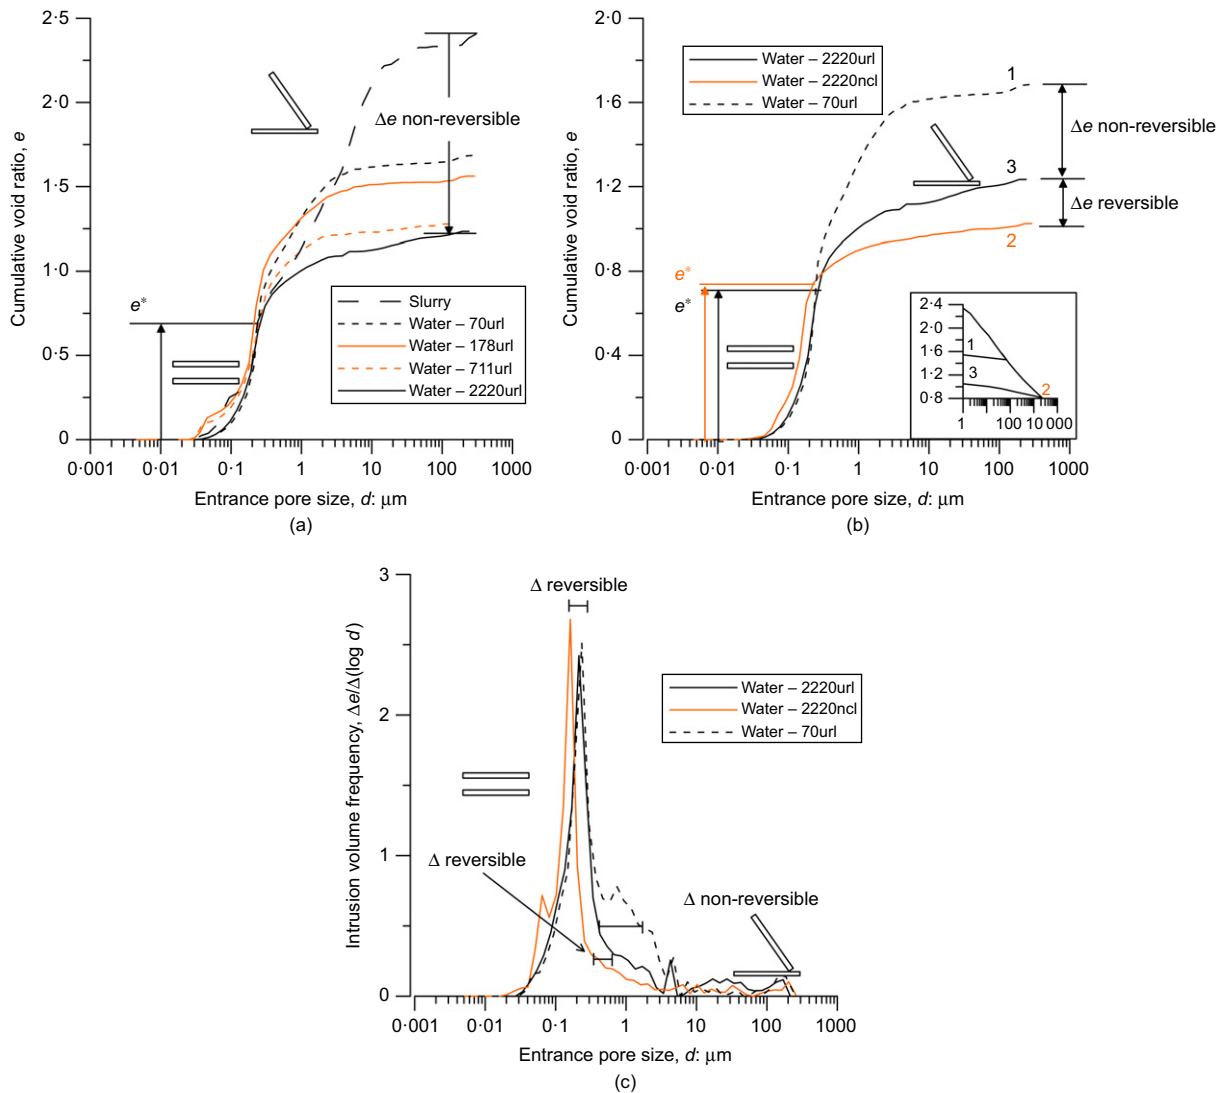 2·5
2·0
1·5
1·0
0·5
0
Cumulative void ratio, e
Δe non-reversible
e*
Slurry
Water – 70url
Water – 178url
Water – 711url
Water – 2220url
0·001 0·01 0·1 1 10 100 1000
Entrance pore size, d: μm
(a)
2·0
1·6
1·2
0·8
0·4
0
Cumulative void ratio, e
Water – 2220url
Water – 2220ncl
Water – 70url
1
Δe non-reversible
3
Δe reversible
2
e*
e*
2·4
2·0
1·6
1·2
0·8
1
3
2
1 100 10 000
0·001 0·01 0·1 1 10 100 1000
Entrance pore size, d: μm
(b)
3
2
1
0
Intrusion volume frequency, Δe/Δ(log d)
Δ reversible
Water – 2220url
Water – 2220ncl
Water – 70url
Δ reversible
Δ non-reversible
0·001 0·01 0·1 1 10 100 1000
Entrance pore size, d: μm
(c)